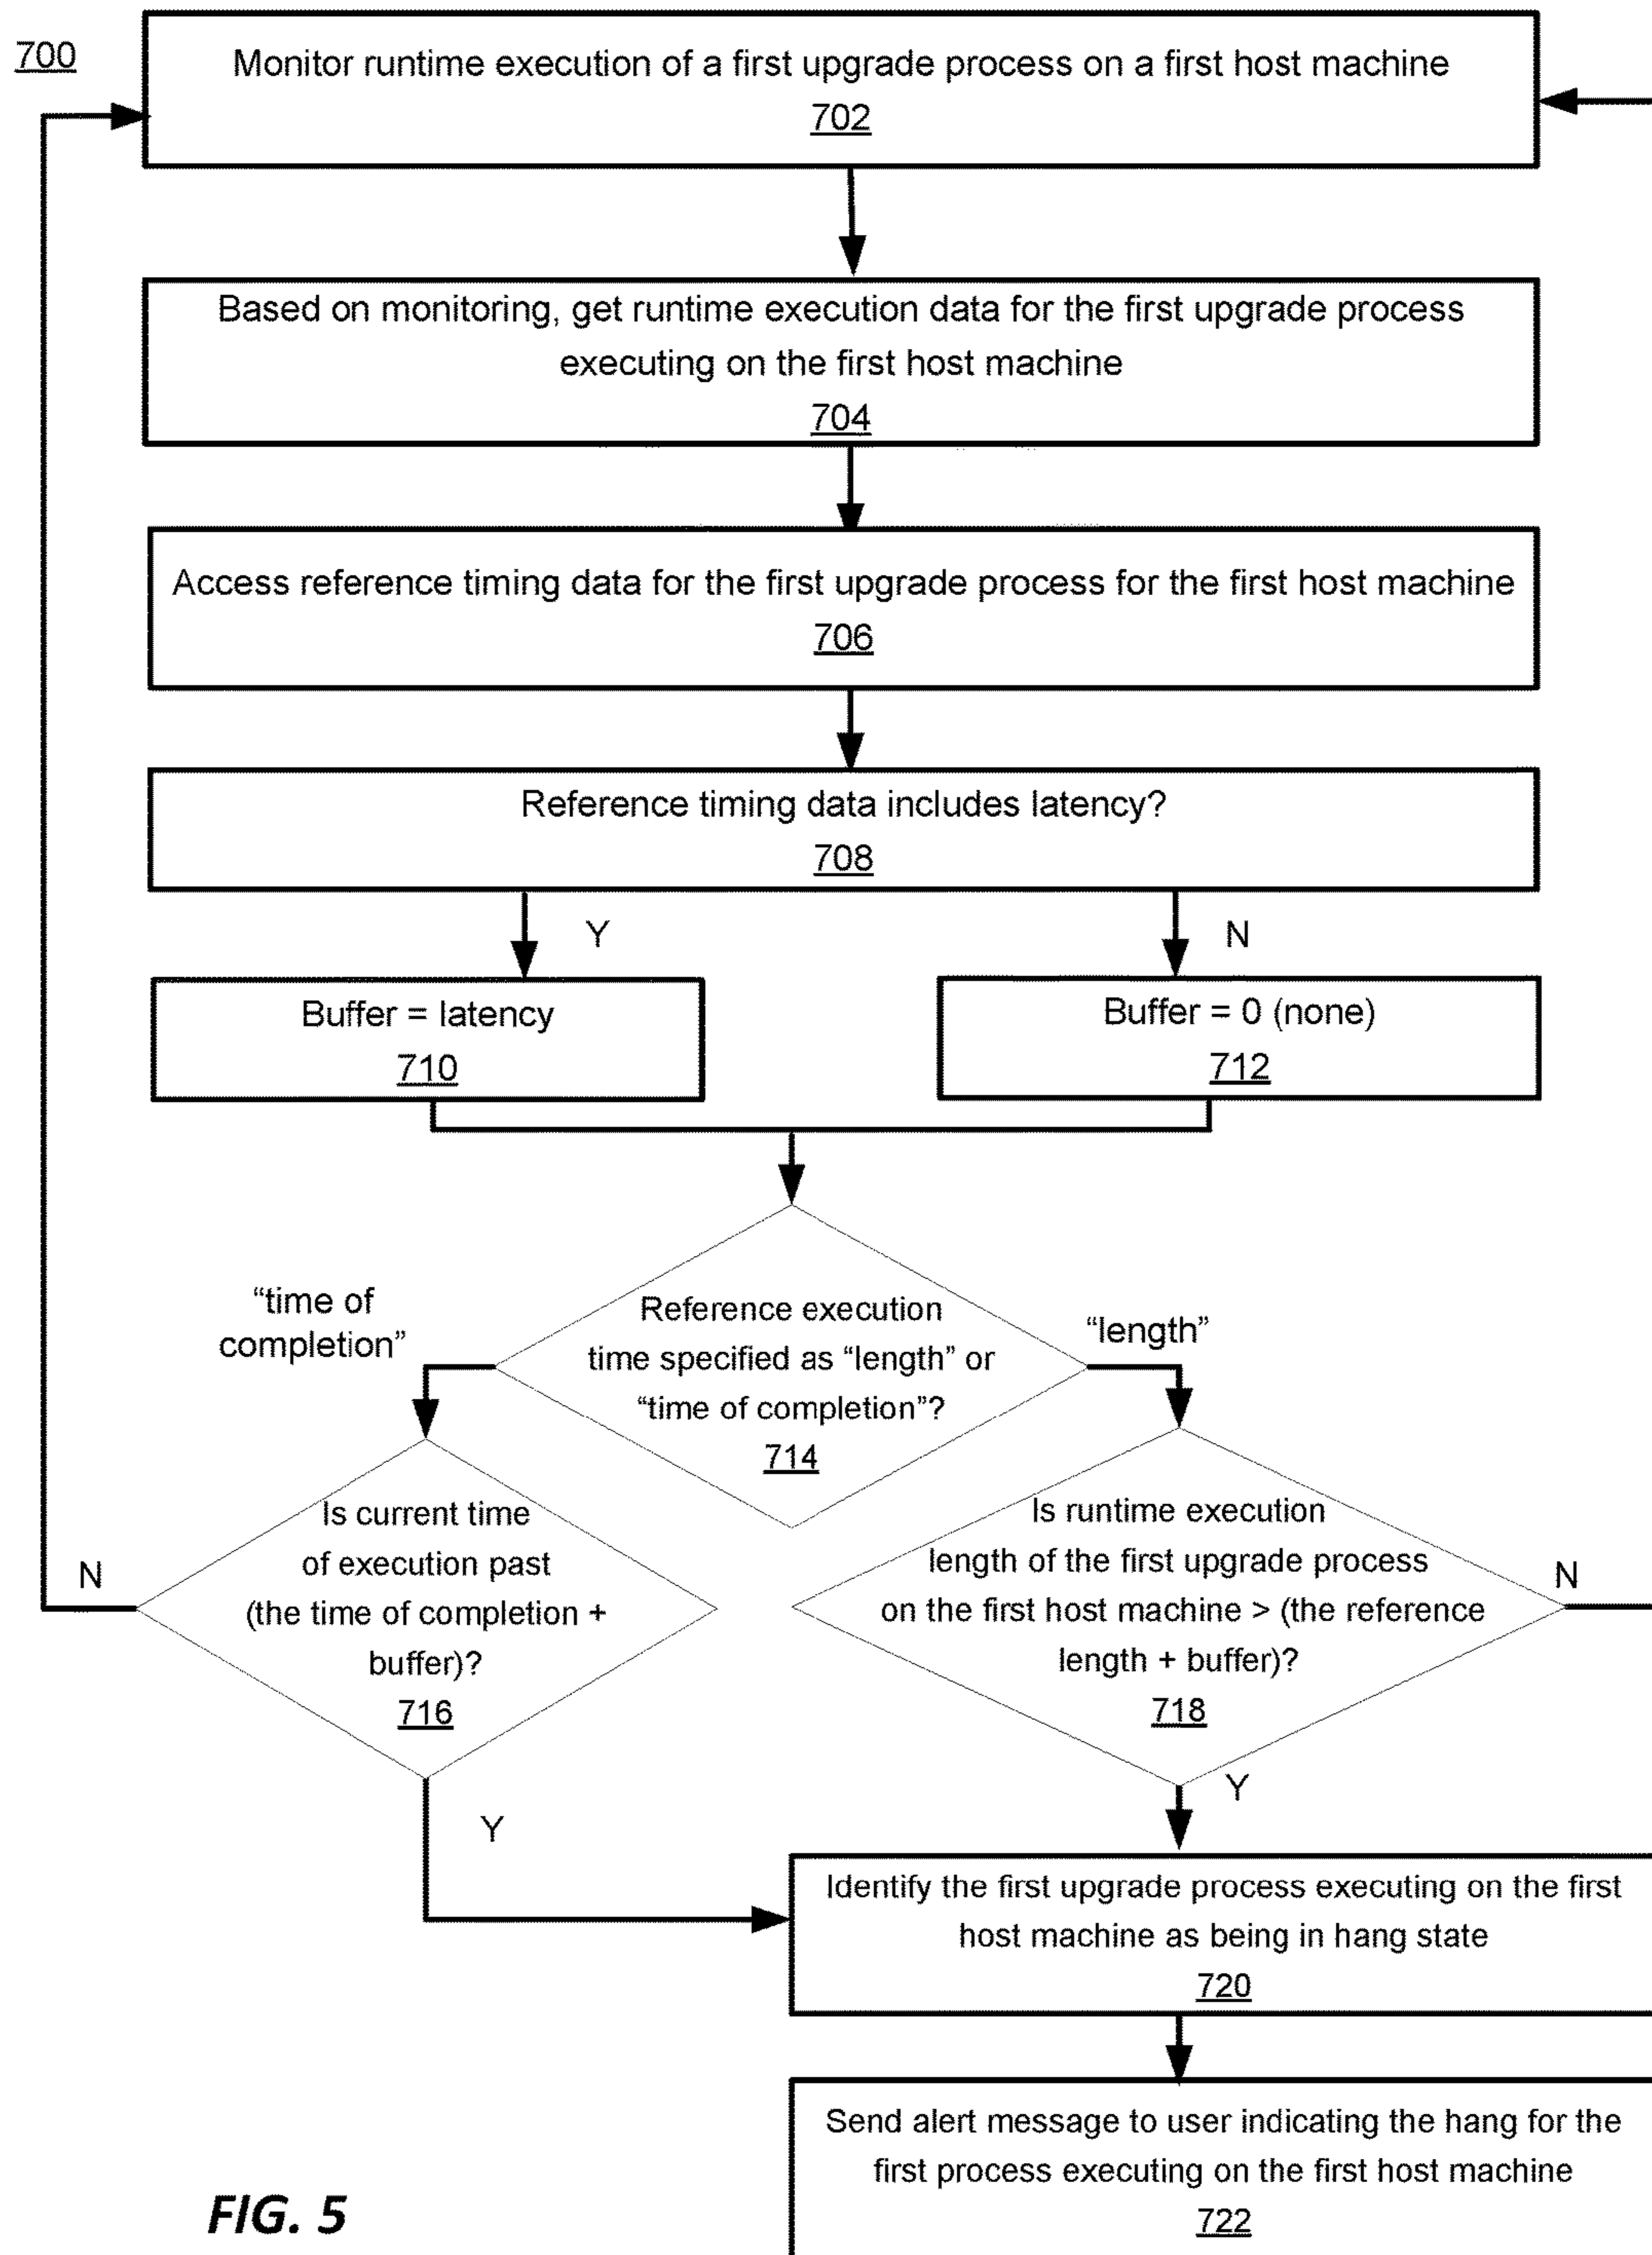 700
Monitor runtime execution of a first upgrade process on a first host machine
702
Based on monitoring, get runtime execution data for the first upgrade process
executing on the first host machine
704
Access reference timing data for the first upgrade process for the first host machine
706
Reference timing data includes latency?
708
Y
N
Buffer = latency
710
Buffer = 0 (none)
712
“time of
completion”
Reference execution
time specified as “length” or
“time of completion”?
714
“length”
Is current time
of execution past
(the time of completion +
buffer)?
716
N
Y
Is runtime execution
length of the first upgrade process
on the first host machine > (the reference
length + buffer)?
718
N
Y
Identify the first upgrade process executing on the first
host machine as being in hang state
720
Send alert message to user indicating the hang for the
first process executing on the first host machine
722
FIG. 5